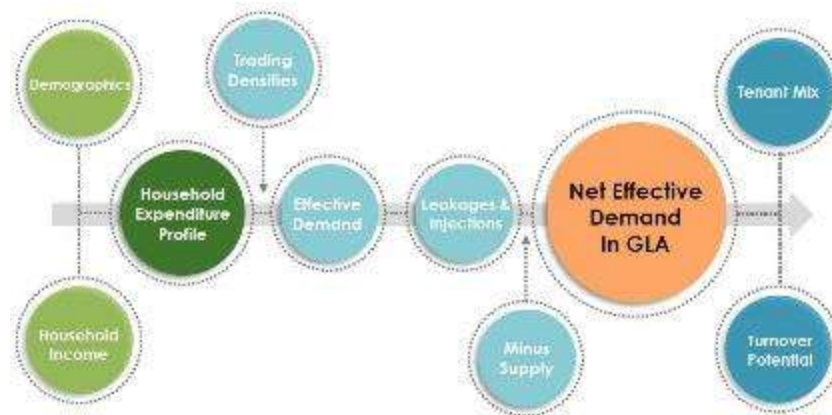 Demographics
Household
Income
Household
Expenditure
Profile
Trading
Densities
Effective
Demand
Leakages &
Injections
Minus
Supply
Net Effective
Demand
In GLA
Tenant Mix
Turnover
Potential